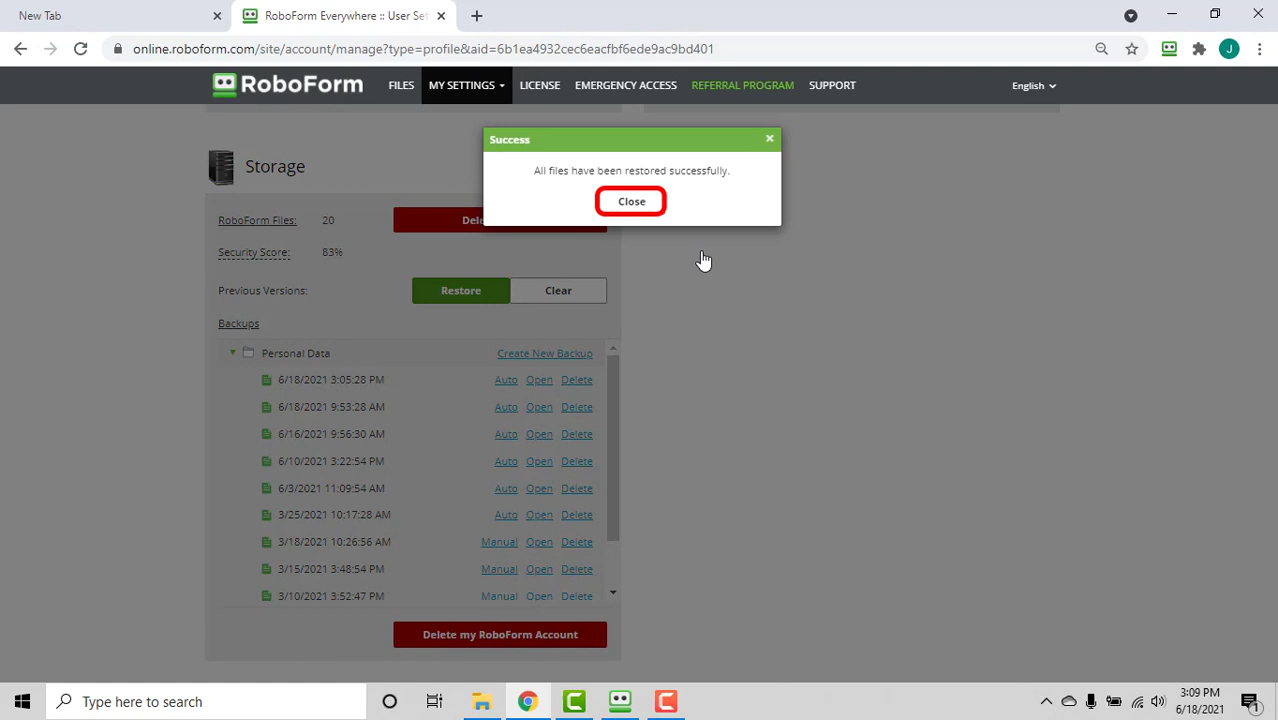 New Tab
RoboForm Everywhere :: User Set
online.roboform.com/site/account/manage?type=profile&aid=6b1ea4932cec6eacfbf6ede9ac9bd401
J
RoboForm FILES MY SETTINGS LICENSE EMERGENCY ACCESS REFERRAL PROGRAM SUPPORT English
Success
All files have been restored successfully.
Close
Storage
RoboForm Files: 20
Security Score: 83%
Previous Versions: Restore Clear
Backups
Personal Data Create New Backup
6/18/2021 3:05:28 PM Auto Open Delete
6/18/2021 9:53:28 AM Auto Open Delete
6/16/2021 9:56:30 AM Auto Open Delete
6/10/2021 3:22:54 PM Auto Open Delete
6/3/2021 11:09:54 AM Auto Open Delete
3/25/2021 10:17:28 AM Auto Open Delete
3/18/2021 10:26:56 AM Manual Open Delete
3/15/2021 3:48:54 PM Manual Open Delete
3/10/2021 3:52:47 PM Manual Open Delete
Delete my RoboForm Account
Type here to search
3:09 PM
6/18/2021
1